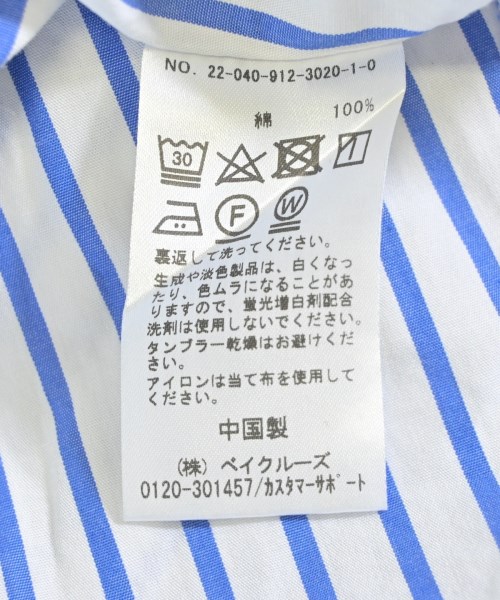 NO. 22-040-912-3020-1-0
綿 100%
30
F W
裏返して洗ってください。
生成や淡色製品は、白くなっ
たり、色ムラになることがあ
りますので、蛍光増白剤配合
洗剤は使用しないでください。
タンブラー乾燥はお避けくだ
さい。
アイロンは当て布を使用して
ください。
中国製
(株) ベイクルーズ
0120-301457/カスタマーサポート